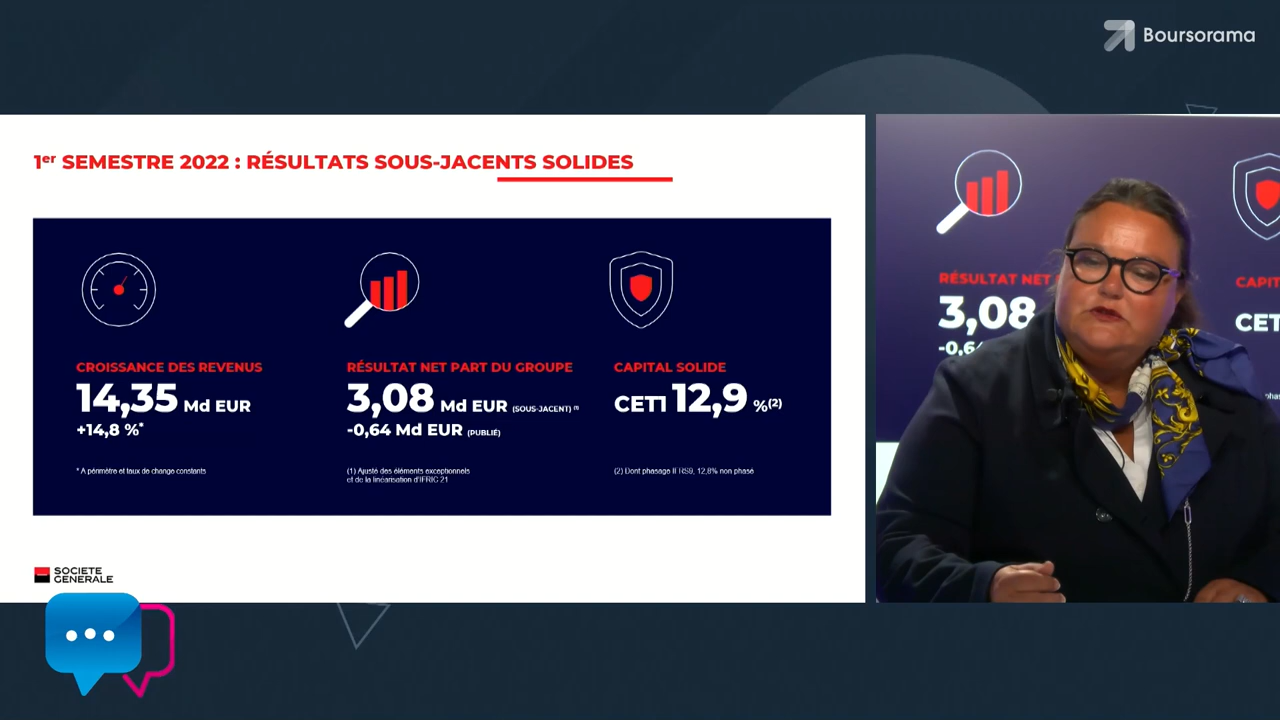 Boursorama
1er SEMESTRE 2022 : RÉSULTATS SOUS-JACENTS SOLIDES
CROISSANCE DES REVENUS
14,35 Md EUR
+14,8 %*
* A périmètre et taux de change constants
RÉSULTAT NET PART DU GROUPE
3,08 Md EUR (SOUS-JACENT) (1)
-0,64 Md EUR (PUBLIÉ)
(1) Ajusté des éléments exceptionnels
et de la linéarisation d'IFRIC 21
CAPITAL SOLIDE
CET1 12,9 %(2)
(2) Dont phasage IFRS9, 12,8% non phasé
SOCIETE
GENERALE
RÉSULTAT NET
3,08
-0,64
CAPIT
CET